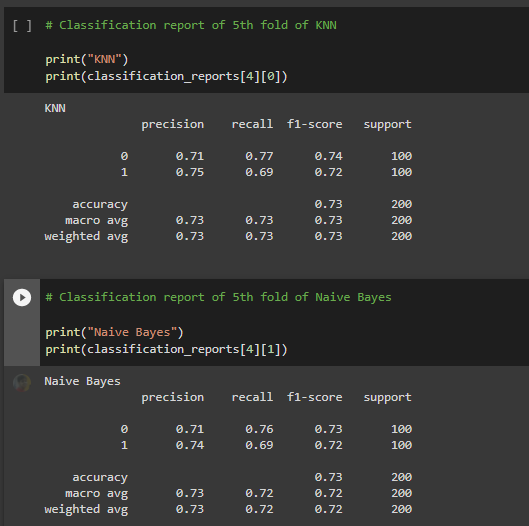 [ ] # Classification report of 5th fold of KNN
print("KNN")
print(classification_reports[4][0])
KNN
precision recall f1-score support
0 0.71 0.77 0.74 100
1 0.75 0.69 0.72 100
accuracy 0.73 200
macro avg 0.73 0.73 0.73 200
weighted avg 0.73 0.73 0.73 200
# Classification report of 5th fold of Naive Bayes
print("Naive Bayes")
print(classification_reports[4][1])
Naive Bayes
precision recall f1-score support
0 0.71 0.76 0.73 100
1 0.74 0.69 0.72 100
accuracy 0.73 200
macro avg 0.73 0.72 0.72 200
weighted avg 0.73 0.72 0.72 200